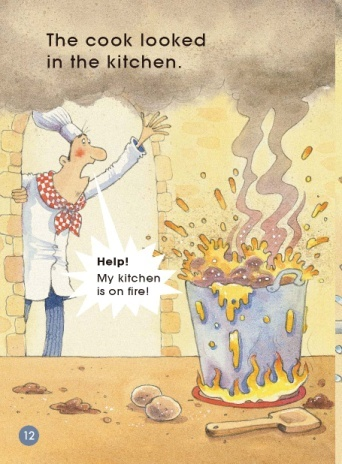 The cook looked
in the kitchen.
Help!
My kitchen
is on fire!
12